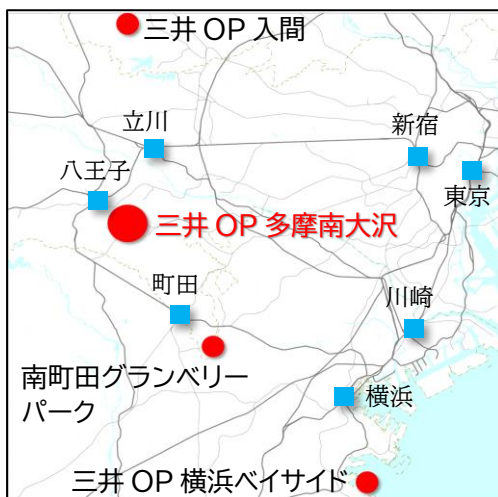 三井 OP 入間
立川
新宿
八王子
東京
三井 OP 多摩南大沢
町田
川崎
南町田グランベリー
パーク
横浜
三井 OP 横浜ベイサイド